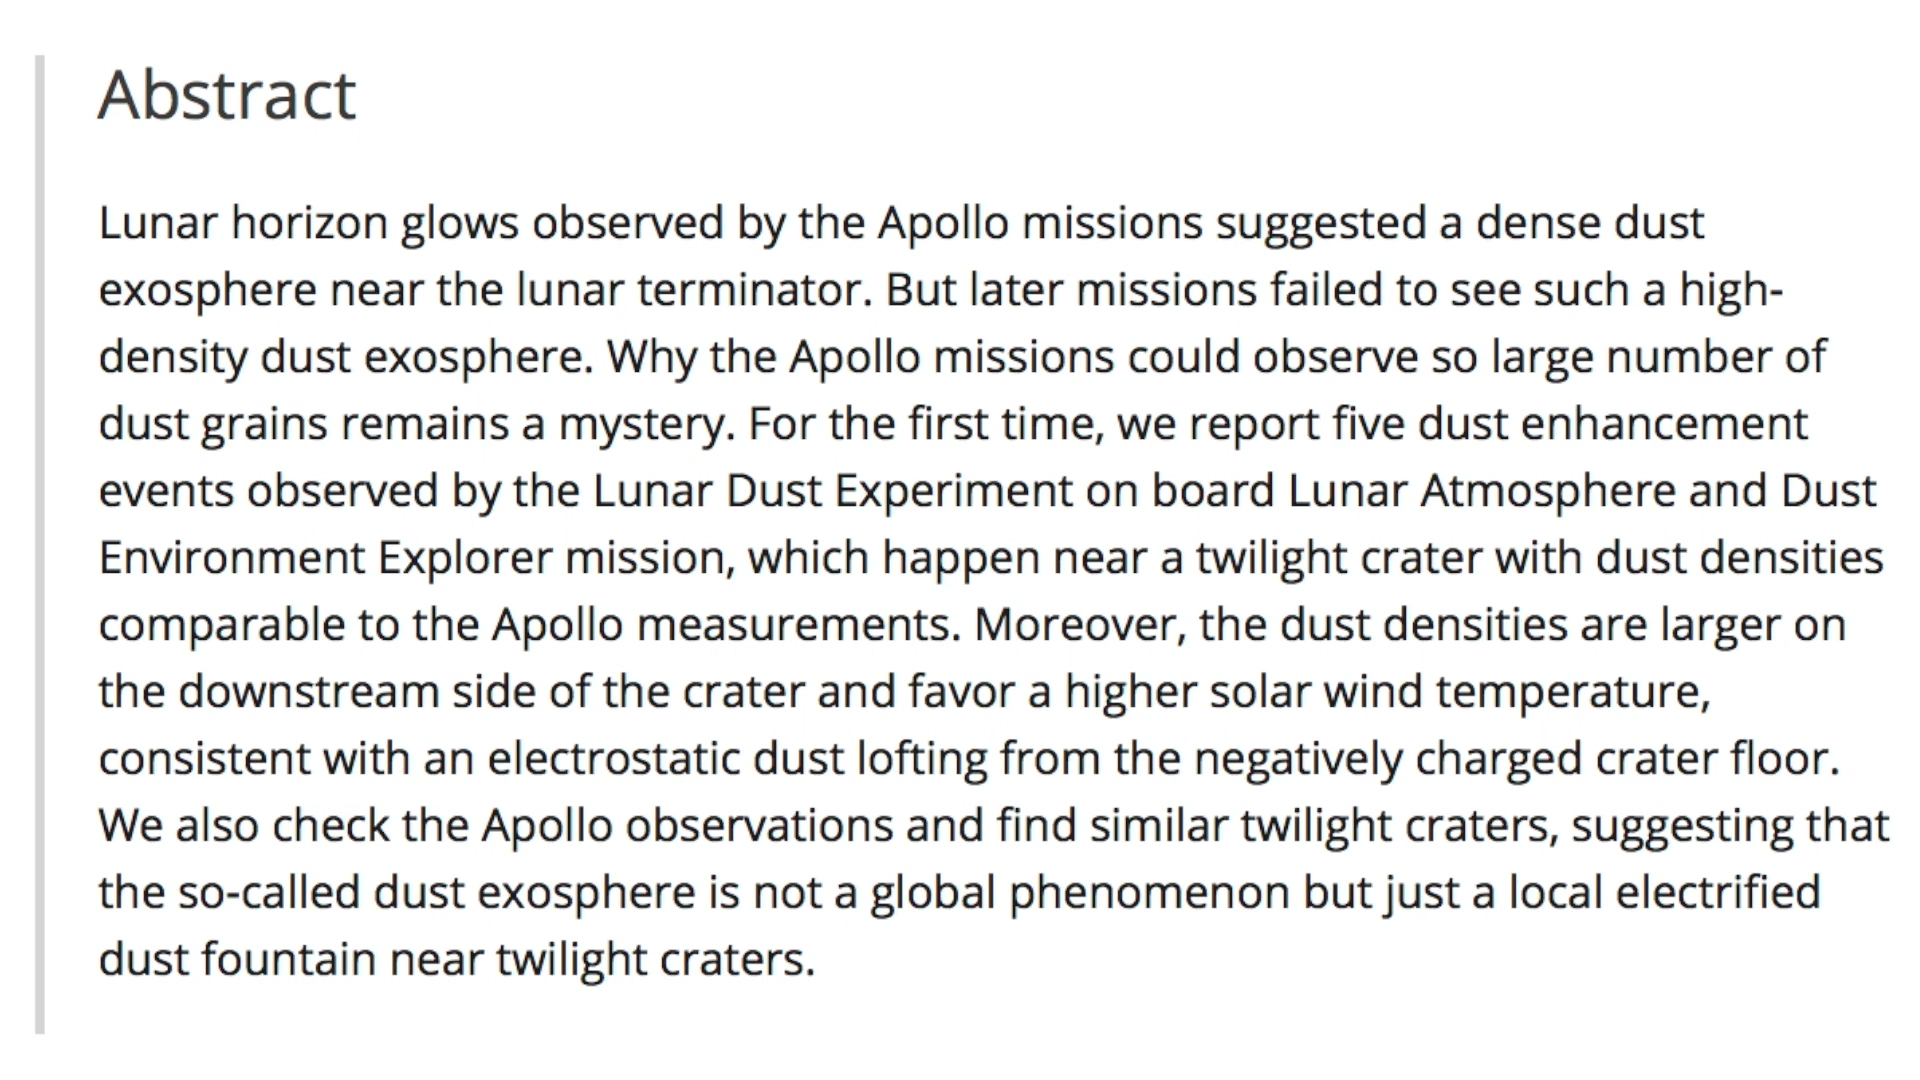 Abstract
Lunar horizon glows observed by the Apollo missions suggested a dense dust
exosphere near the lunar terminator. But later missions failed to see such a high-
density dust exosphere. Why the Apollo missions could observe so large number of
dust grains remains a mystery. For the first time, we report five dust enhancement
events observed by the Lunar Dust Experiment on board Lunar Atmosphere and Dust
Environment Explorer mission, which happen near a twilight crater with dust densities
comparable to the Apollo measurements. Moreover, the dust densities are larger on
the downstream side of the crater and favor a higher solar wind temperature,
consistent with an electrostatic dust lofting from the negatively charged crater floor.
We also check the Apollo observations and find similar twilight craters, suggesting that
the so-called dust exosphere is not a global phenomenon but just a local electrified
dust fountain near twilight craters.